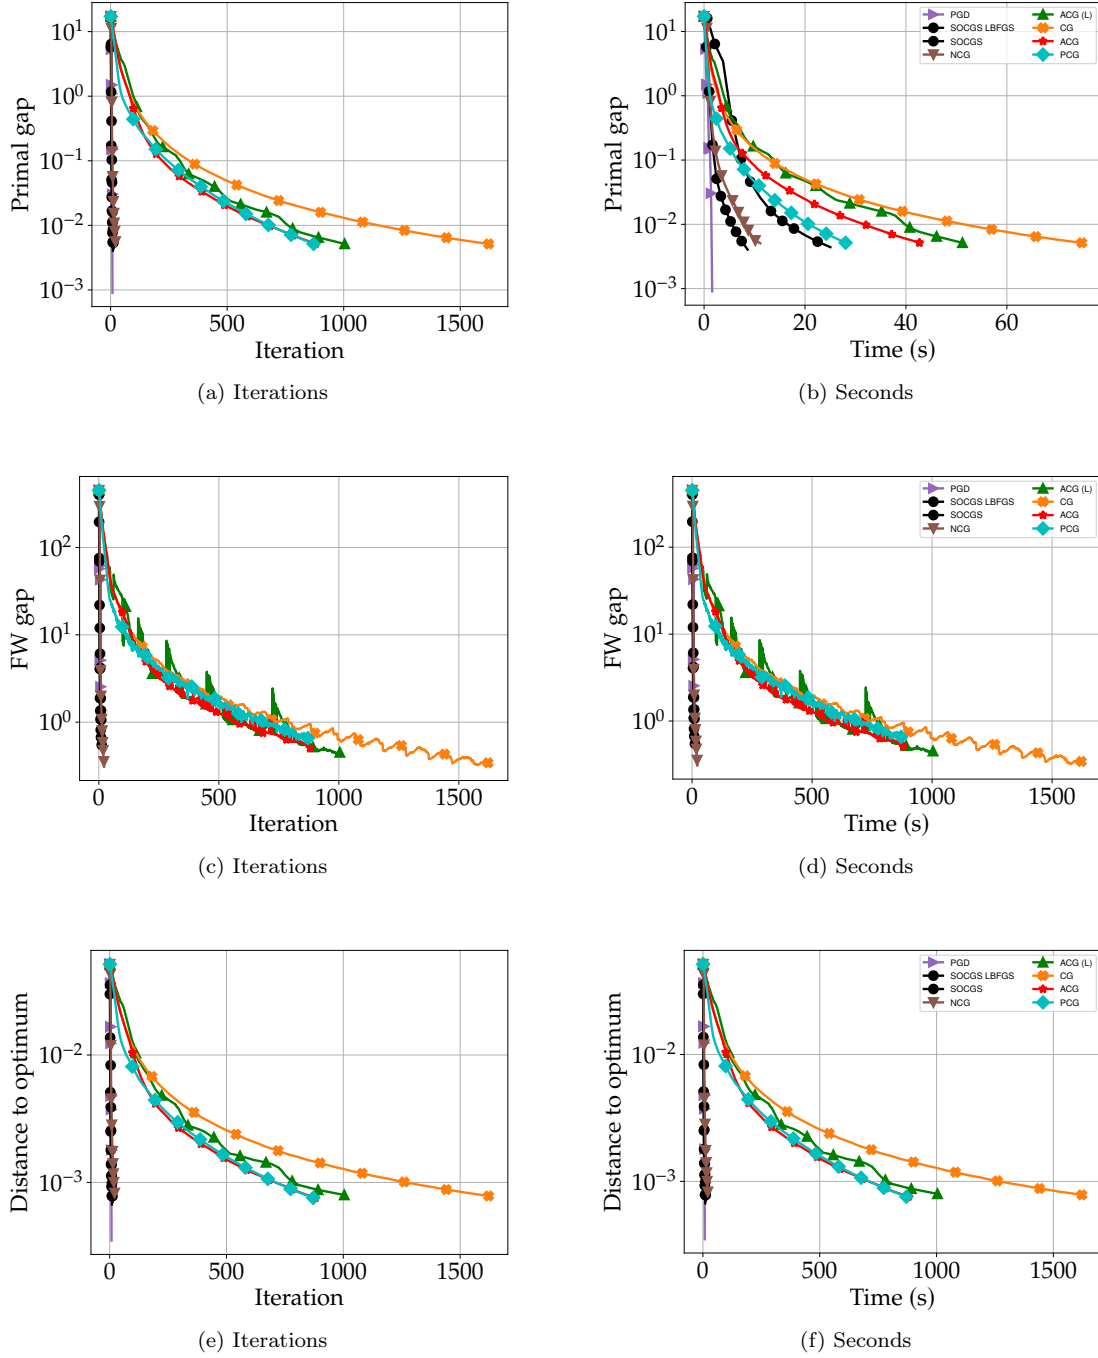 10^1
10^0
10^-1
10^-2
10^-3
Primal gap
0 500 1000 1500
Iteration
(a) Iterations
PGD
SOCGS LBFGS
SOCGS
NCG
ACG (L)
CG
ACG
PCG
10^1
10^0
10^-1
10^-2
10^-3
Primal gap
0 20 40 60
Time (s)
(b) Seconds
10^2
10^1
10^0
FW gap
0 500 1000 1500
Iteration
(c) Iterations
PGD
SOCGS LBFGS
SOCGS
NCG
ACG (L)
CG
ACG
PCG
10^2
10^1
10^0
FW gap
0 500 1000 1500
Time (s)
(d) Seconds
10^-2
10^-3
Distance to optimum
0 500 1000 1500
Iteration
(e) Iterations
PGD
SOCGS LBFGS
SOCGS
NCG
ACG (L)
CG
ACG
PCG
10^-2
10^-3
Distance to optimum
0 500 1000 1500
Time (s)
(f) Seconds